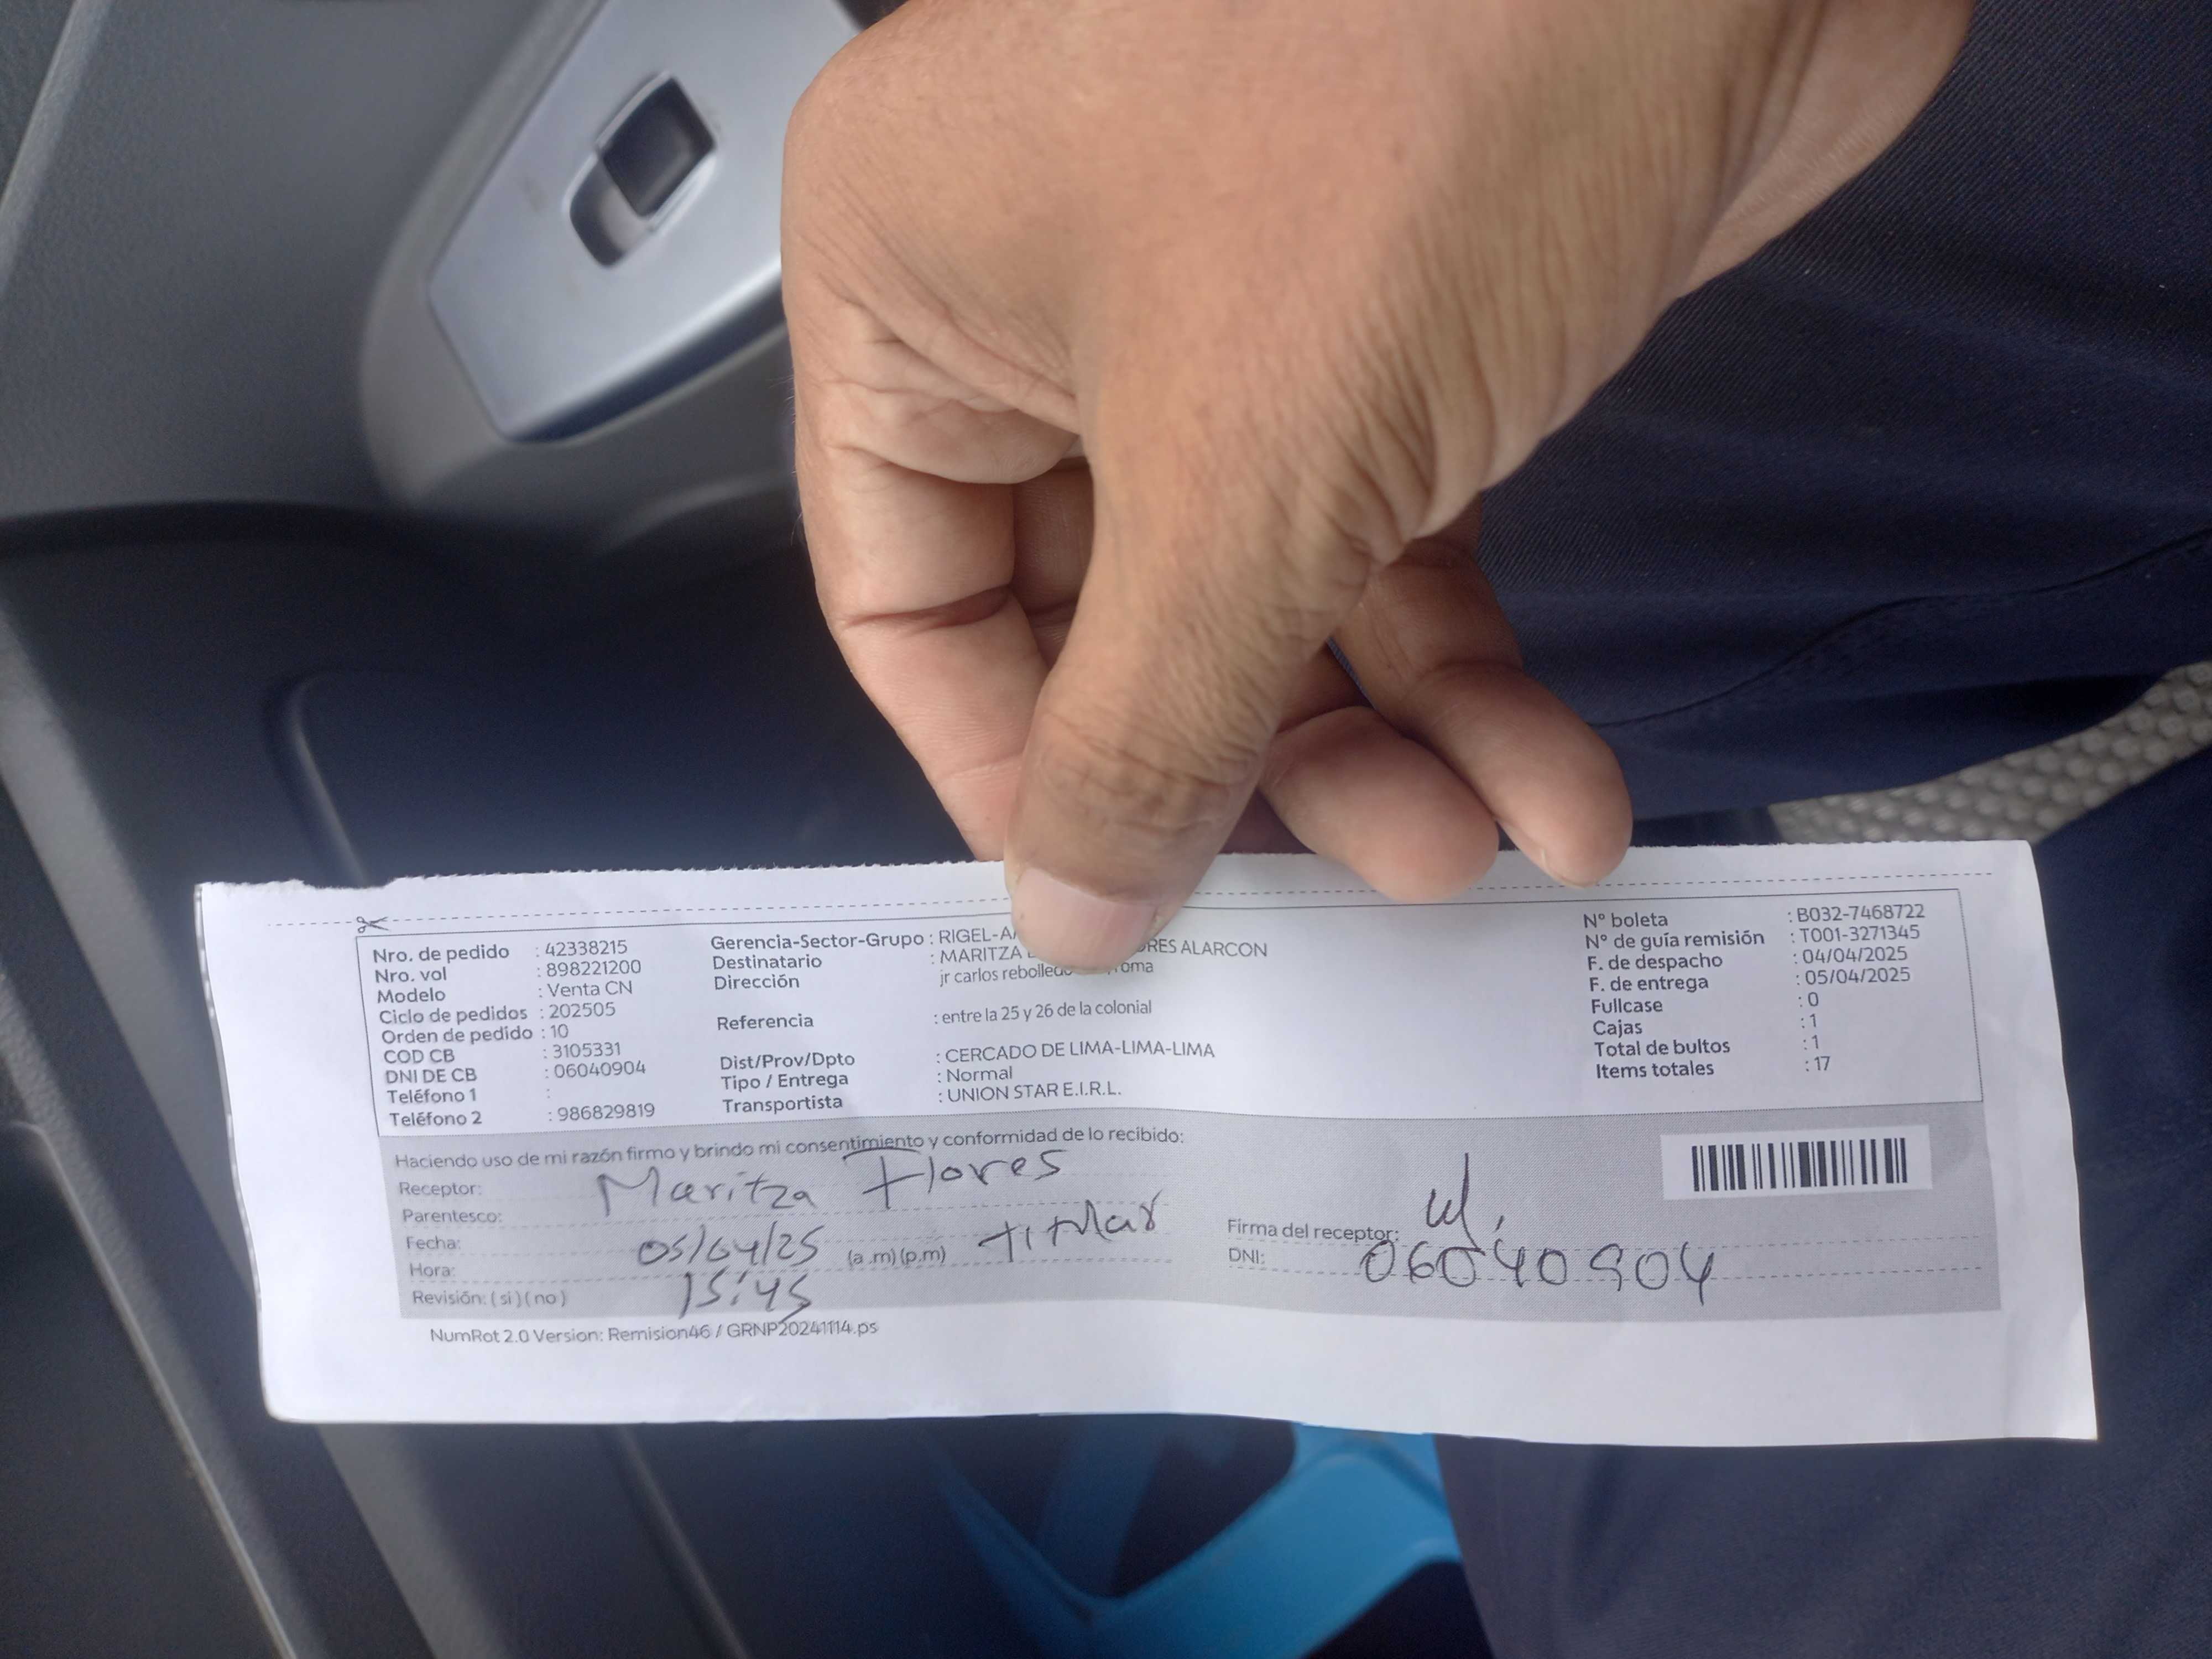 Nro. de pedido : 42338215
Nro. vol : 898221200
Modelo : Venta CN
Ciclo de pedidos : 202505
Orden de pedido : 10
COD CB : 3105331
DNI DE CB : 06040904
Teléfono 1 :
Teléfono 2 : 986829819
Gerencia-Sector-Grupo : RIGEL-A
Destinatario : MARITZA RES ALARCON
Dirección jr carlos rebolledo roma
Referencia : entre la 25 y 26 de la colonial
Dist/Prov/Dpto : CERCADO DE LIMA-LIMA-LIMA
Tipo / Entrega : Normal
Transportista : UNION STAR E.I.R.L.
N° boleta : B032-7468722
N° de guía remisión : T001-3271345
F. de despacho : 04/04/2025
F. de entrega : 05/04/2025
Fullcase : 0
Cajas : 1
Total de bultos : 1
Items totales : 17
Haciendo uso de mi razón firmo y brindo mi consentimiento y conformidad de lo recibido:
Receptor: Maritza Flores
Parentesco: titular
Fecha: 05/04/25 (a .m) (p.m)
Hora: 15:45
Revisión: ( si ) ( no )
Firma del receptor:
DNI: 06040904
NumRot 2.0 Version: Remision46 / GRNP20241114.ps